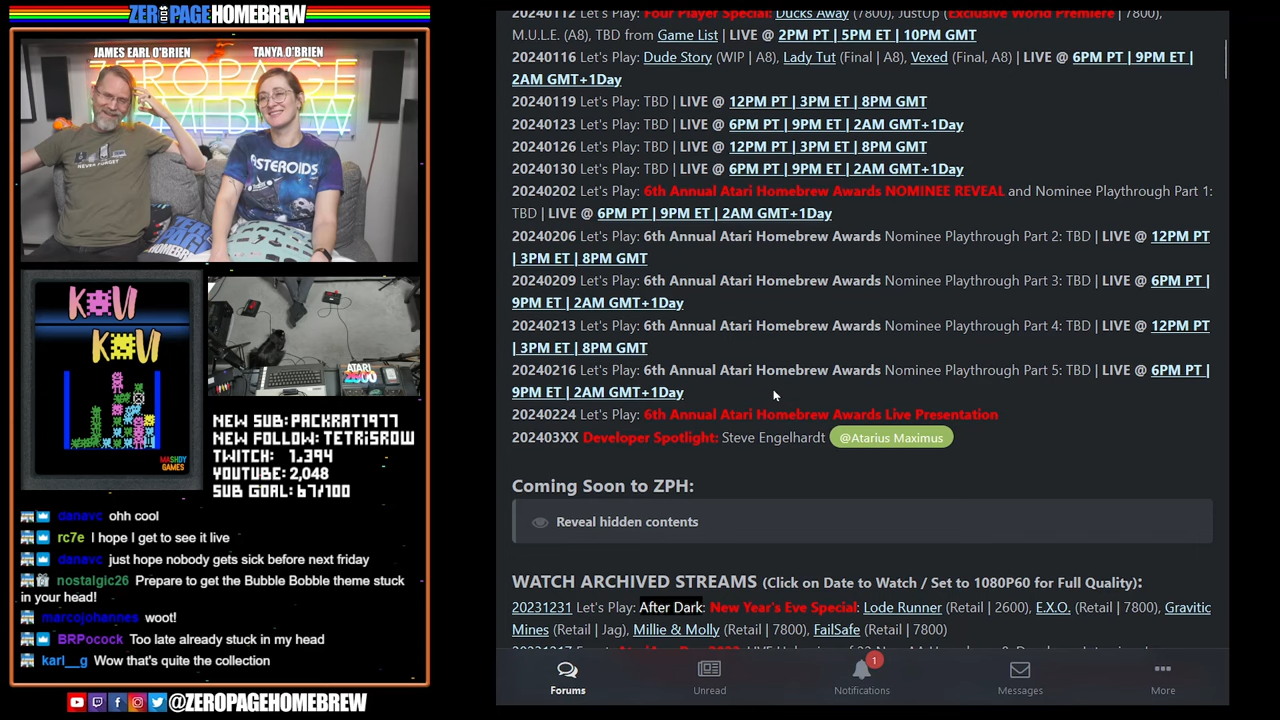 ZEROPAGE HOMEBREW
JAMES EARL O'BRIEN
TANYA O'BRIEN
ZEROPAGE
HOMEBREW
NEVER FORGET
ASTEROIDS
KOVI
KOVI
MASHDY
GAMES
ATARI
2600
NEW SUB: PACKRAT1977
NEW FOLLOW: TETRISROW
TWITCH: 1,394
YOUTUBE: 2,048
SUB GOAL: 67/100
danavc ohh cool
rc7e I hope I get to see it live
danavc just hope nobody gets sick before next friday
nostalgic26 Prepare to get the Bubble Bobble theme stuck
in your head!
marcojohannes woot!
BRPocock Too late already stuck in my head
karl__g Wow that's quite the collection
@ZEROPAGEHOMEBREW
20240112 Let's Play: Four Player Special: Ducks Away (7800), JustUp (Exclusive World Premiere | 7800),
M.U.L.E. (A8), TBD from Game List | LIVE @ 2PM PT | 5PM ET | 10PM GMT
20240116 Let's Play: Dude Story (WIP | A8), Lady Tut (Final | A8), Vexed (Final, A8) | LIVE @ 6PM PT | 9PM ET |
2AM GMT+1Day
20240119 Let's Play: TBD | LIVE @ 12PM PT | 3PM ET | 8PM GMT
20240123 Let's Play: TBD | LIVE @ 6PM PT | 9PM ET | 2AM GMT+1Day
20240126 Let's Play: TBD | LIVE @ 12PM PT | 3PM ET | 8PM GMT
20240130 Let's Play: TBD | LIVE @ 6PM PT | 9PM ET | 2AM GMT+1Day
20240202 Let's Play: 6th Annual Atari Homebrew Awards NOMINEE REVEAL and Nominee Playthrough Part 1:
TBD | LIVE @ 6PM PT | 9PM ET | 2AM GMT+1Day
20240206 Let's Play: 6th Annual Atari Homebrew Awards Nominee Playthrough Part 2: TBD | LIVE @ 12PM PT
| 3PM ET | 8PM GMT
20240209 Let's Play: 6th Annual Atari Homebrew Awards Nominee Playthrough Part 3: TBD | LIVE @ 6PM PT |
9PM ET | 2AM GMT+1Day
20240213 Let's Play: 6th Annual Atari Homebrew Awards Nominee Playthrough Part 4: TBD | LIVE @ 12PM PT
| 3PM ET | 8PM GMT
20240216 Let's Play: 6th Annual Atari Homebrew Awards Nominee Playthrough Part 5: TBD | LIVE @ 6PM PT |
9PM ET | 2AM GMT+1Day
20240224 Let's Play: 6th Annual Atari Homebrew Awards Live Presentation
202403XX Developer Spotlight: Steve Engelhardt @Atarius Maximus
Coming Soon to ZPH:
Reveal hidden contents
WATCH ARCHIVED STREAMS (Click on Date to Watch / Set to 1080P60 for Full Quality):
20231231 Let's Play: After Dark: New Year's Eve Special: Lode Runner (Retail | 2600), E.X.O. (Retail | 7800), Gravitic
Mines (Retail | Jag), Millie & Molly (Retail | 7800), FailSafe (Retail | 7800)
1
Forums
Unread
Notifications
Messages
More